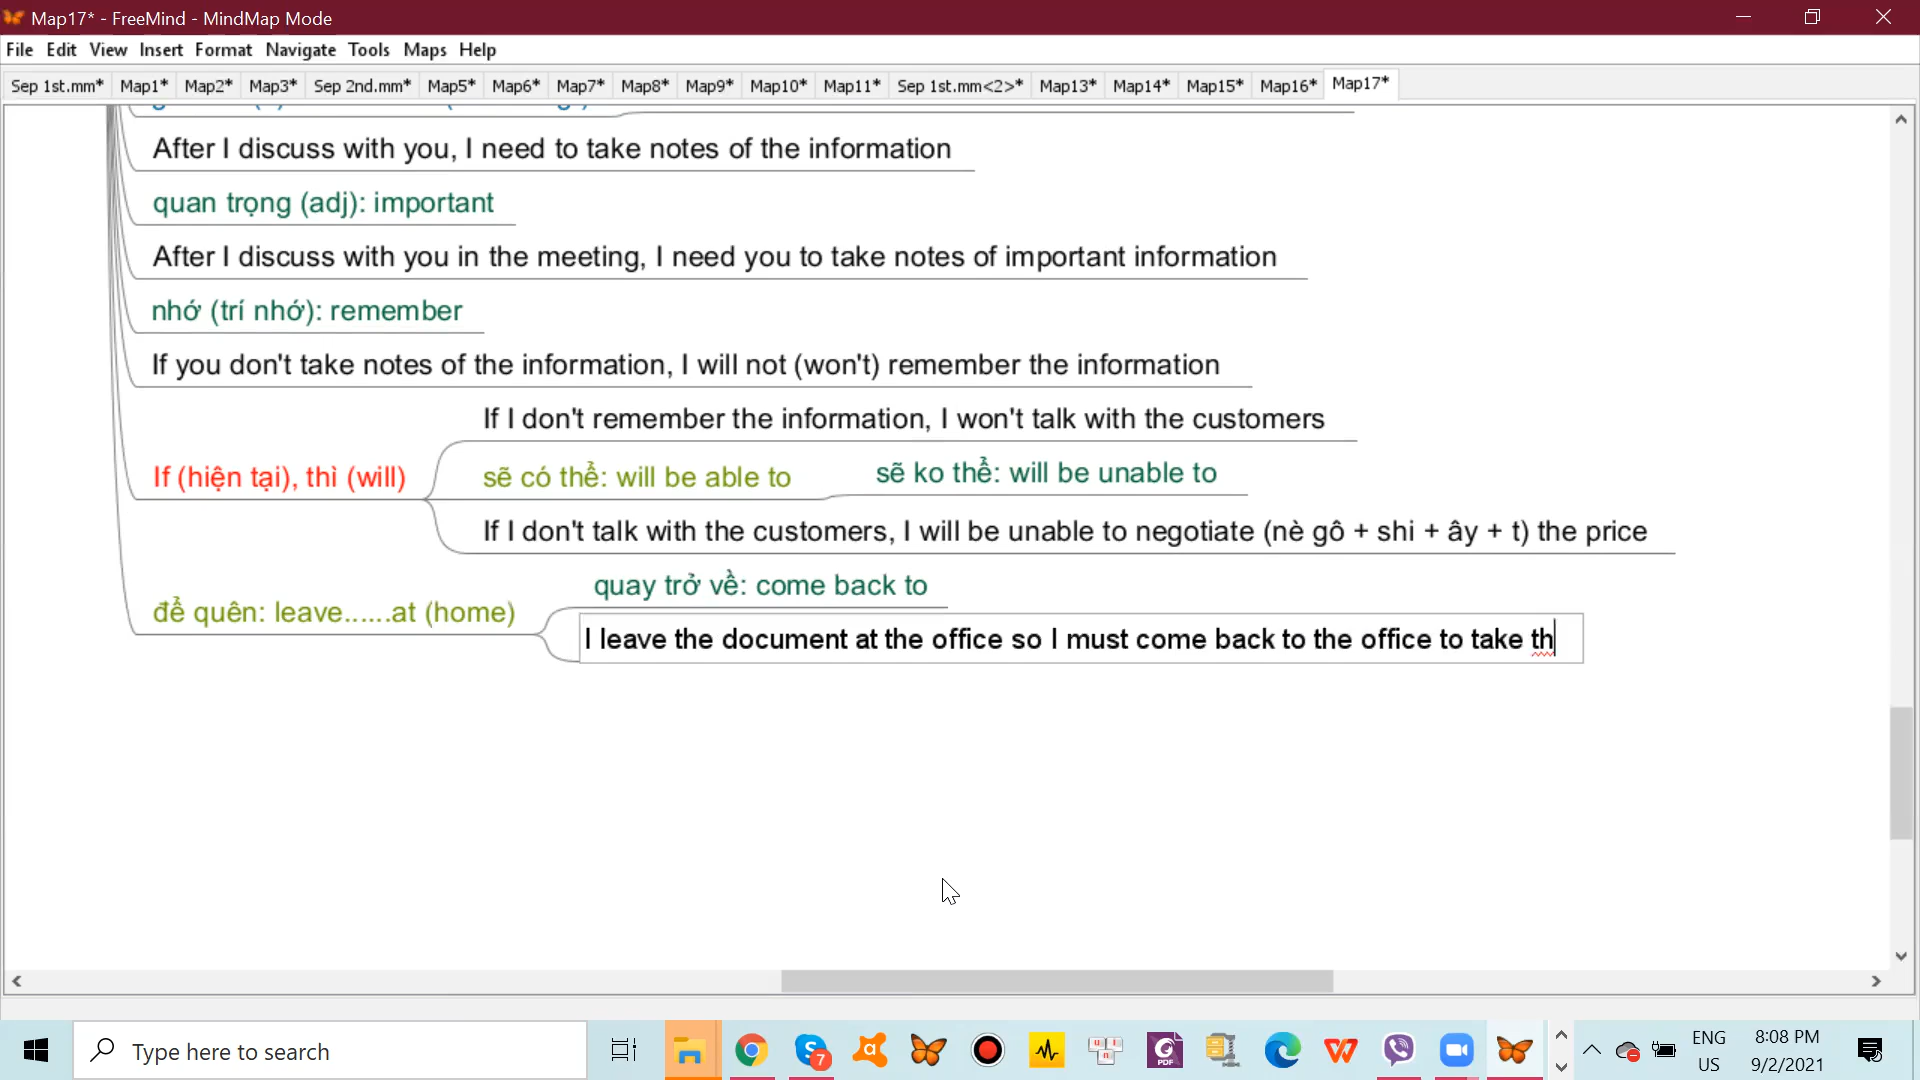 Map17* - FreeMind - MindMap Mode
File Edit View Insert Format Navigate Tools Maps Help
Sep 1st.mm* Map1* Map2* Map3* Sep 2nd.mm* Map5* Map6* Map7* Map8* Map9* Map10* Map11* Sep 1st.mm<2>* Map13* Map14* Map15* Map16* Map17*
After I discuss with you, I need to take notes of the information
quan trọng (adj): important
After I discuss with you in the meeting, I need you to take notes of important information
nhớ (trí nhớ): remember
If you don't take notes of the information, I will not (won't) remember the information
If I don't remember the information, I won't talk with the customers
If (hiện tại), thì (will)
sẽ có thể: will be able to
sẽ ko thể: will be unable to
If I don't talk with the customers, I will be unable to negotiate (nè gô + shi + ây + t) the price
quay trở về: come back to
để quên: leave......at (home)
I leave the document at the office so I must come back to the office to take th
Type here to search
7
ENG
US
8:08 PM
9/2/2021